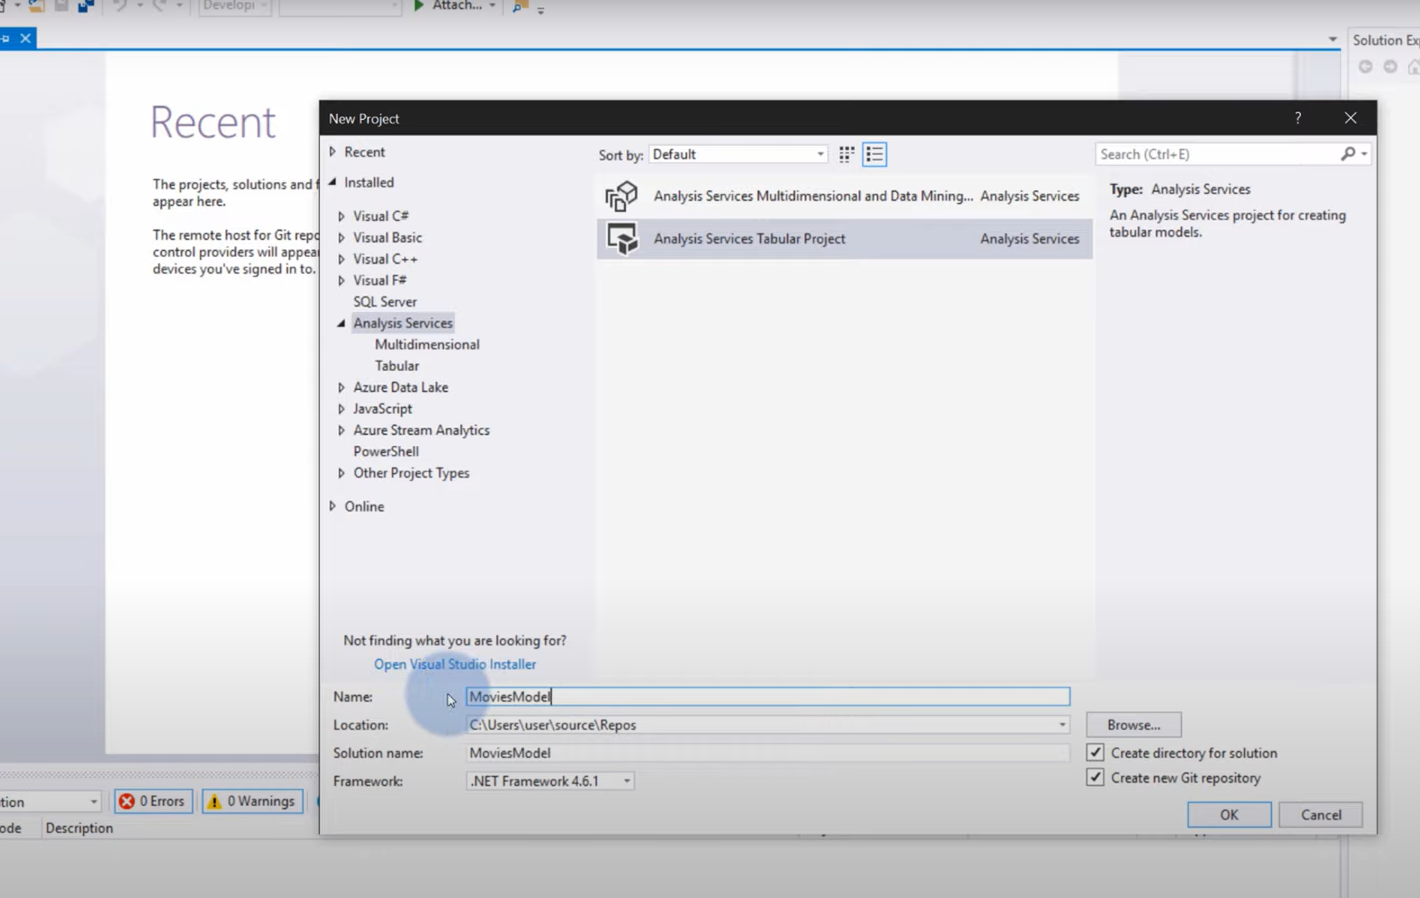 Attach...
Solution
Recent
The projects, solutions and
appear here.
The remote host for Git
control providers will appear
devices you've signed in to.
New Project
?
Recent
Installed
Visual C#
Visual Basic
Visual C++
Visual F#
SQL Server
Analysis Services
Multidimensional
Tabular
Azure Data Lake
JavaScript
Azure Stream Analytics
PowerShell
Other Project Types
Online
Not finding what you are looking for?
Open Visual Studio Installer
Sort by: Default
Analysis Services Multidimensional and Data Mining... Analysis Services
Analysis Services Tabular Project Analysis Services
Search (Ctrl+E)
Type: Analysis Services
An Analysis Services project for creating
tabular models.
Name: MoviesModel
Location: C:\Users\user\source\Repos
Browse...
Solution name: MoviesModel
Create directory for solution
Framework: .NET Framework 4.6.1
Create new Git repository
OK Cancel
0 Errors 0 Warnings
Description